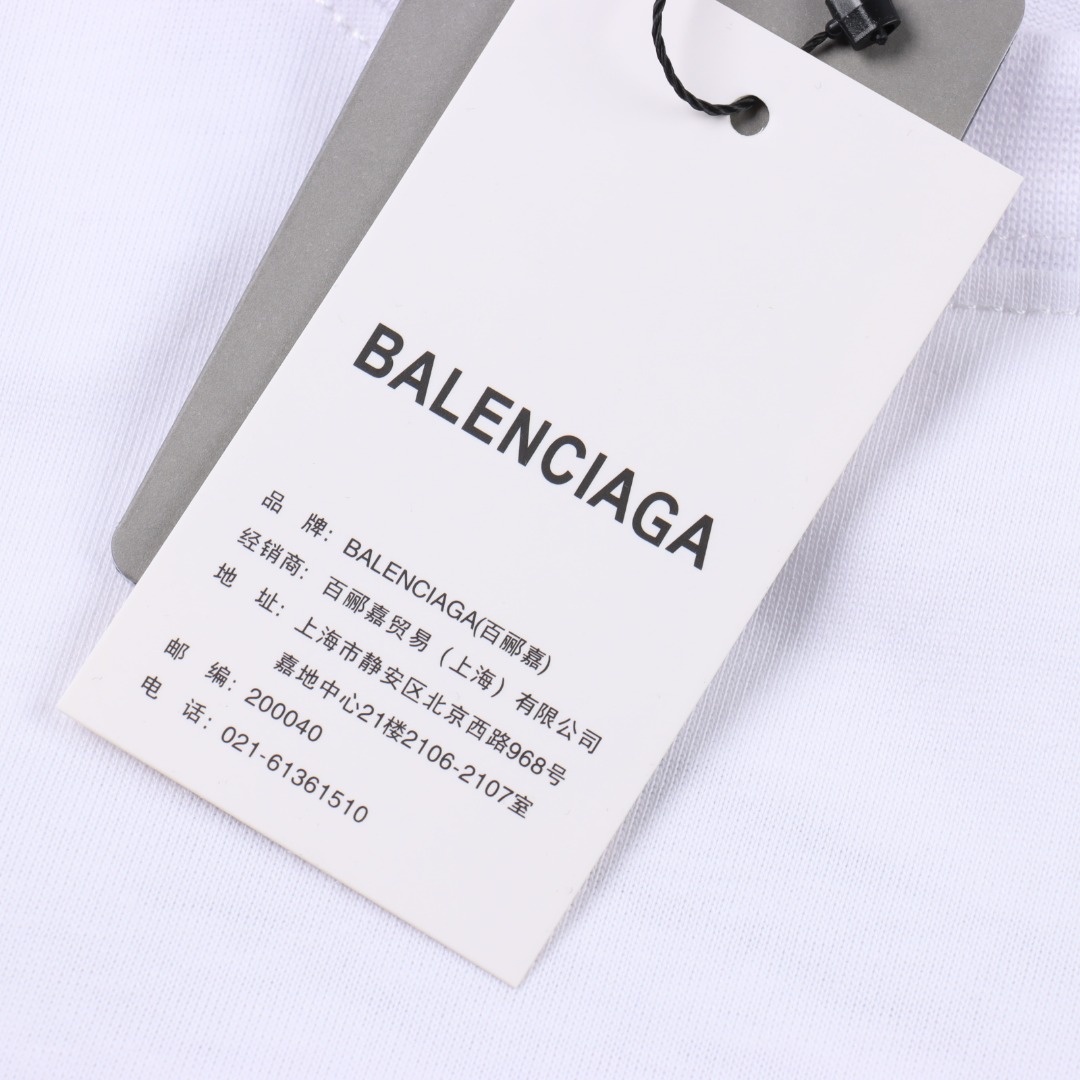 BALENCIAGA
品 牌: BALENCIAGA(百郦嘉)
经销商: 百郦嘉贸易（上海）有限公司
地 址: 上海市静安区北京西路968号
嘉地中心21楼2106-2107室
邮 编: 200040
电 话: 021-61361510